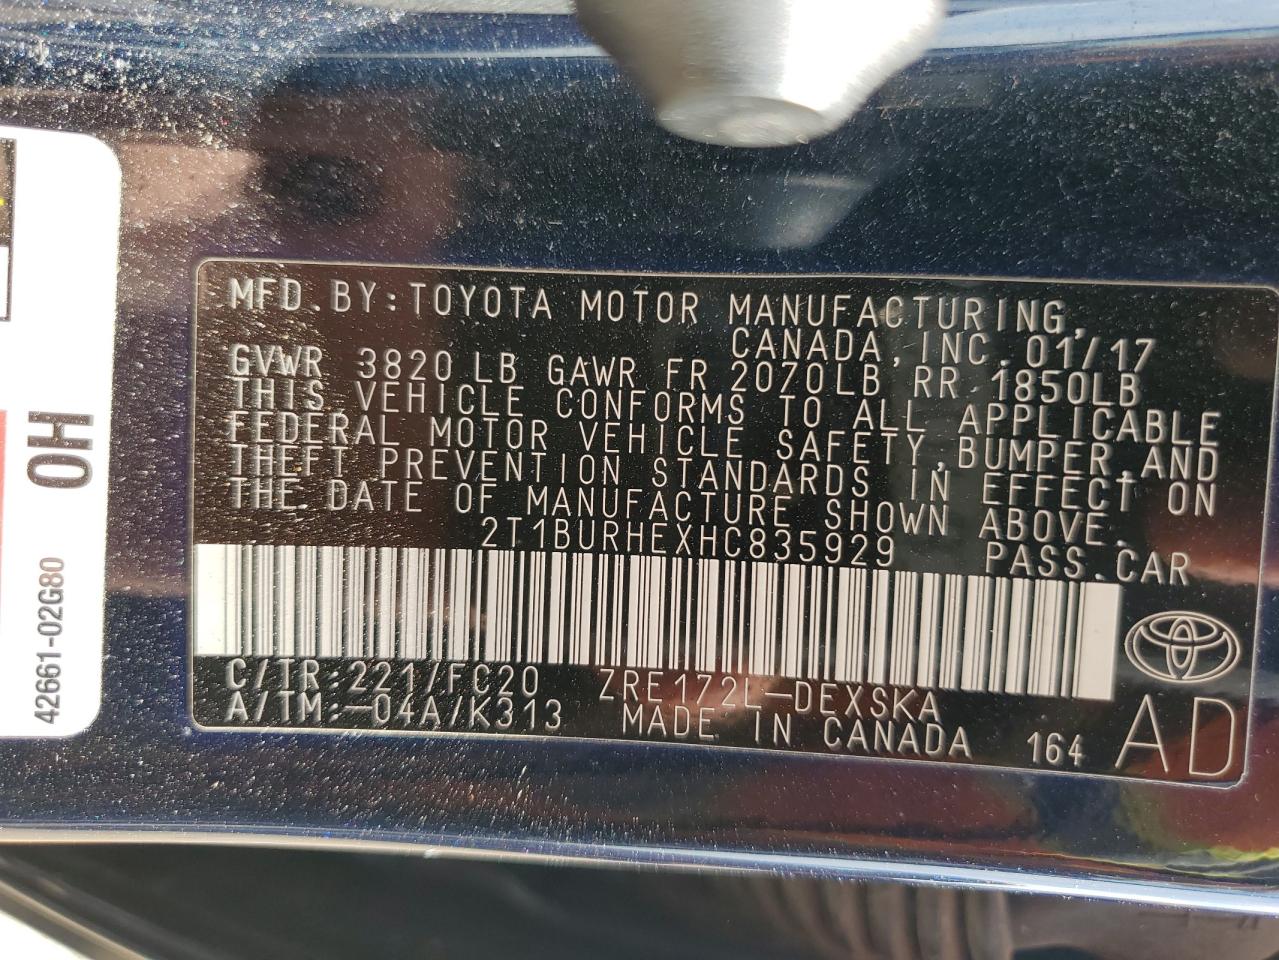 MFD.BY:TOYOTA MOTOR MANUFACTURING,
CANADA,INC.01/17
GVWR 3820LB GAWR FR 2070LB RR 1850LB
THIS VEHICLE CONFORMS TO ALL APPLICABLE
FEDERAL MOTOR VEHICLE SAFETY,BUMPER,AND
THEFT PREVENTION STANDARDS IN EFFECT ON
THE DATE OF MANUFACTURE SHOWN ABOVE.
2T1BURHEXHC835929 PASS.CAR
C/TR:221/FC20 ZRE172L-DEXSKA
A/TM:-04A/K313 MADE IN CANADA 164 AD
42661-02G80 0H